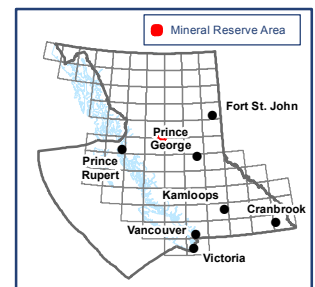 Mineral Reserve Area
Fort St. John
Prince
George
Prince
Rupert
Kamloops
Cranbrook
Vancouver
Victoria